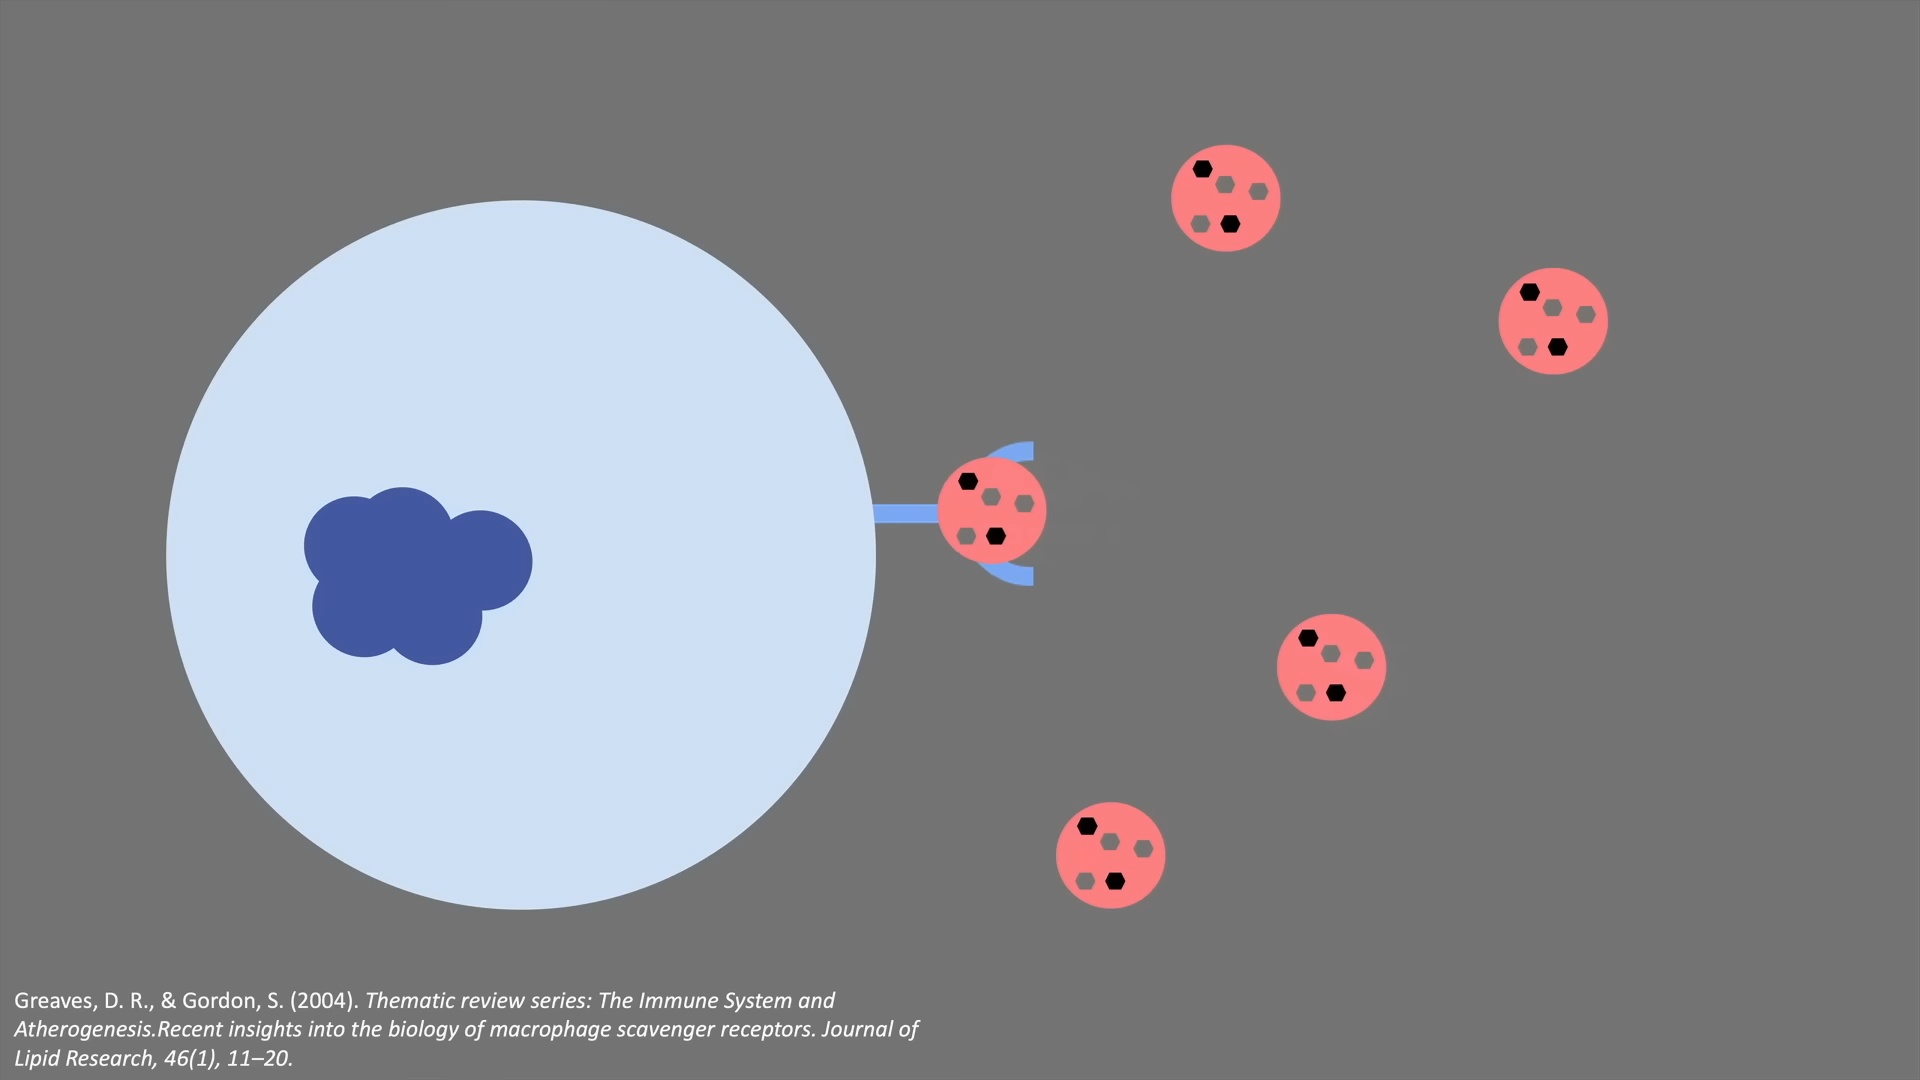 Greaves, D. R., & Gordon, S. (2004). Thematic review series: The Immune System and
Atherogenesis.Recent insights into the biology of macrophage scavenger receptors. Journal of
Lipid Research, 46(1), 11–20.